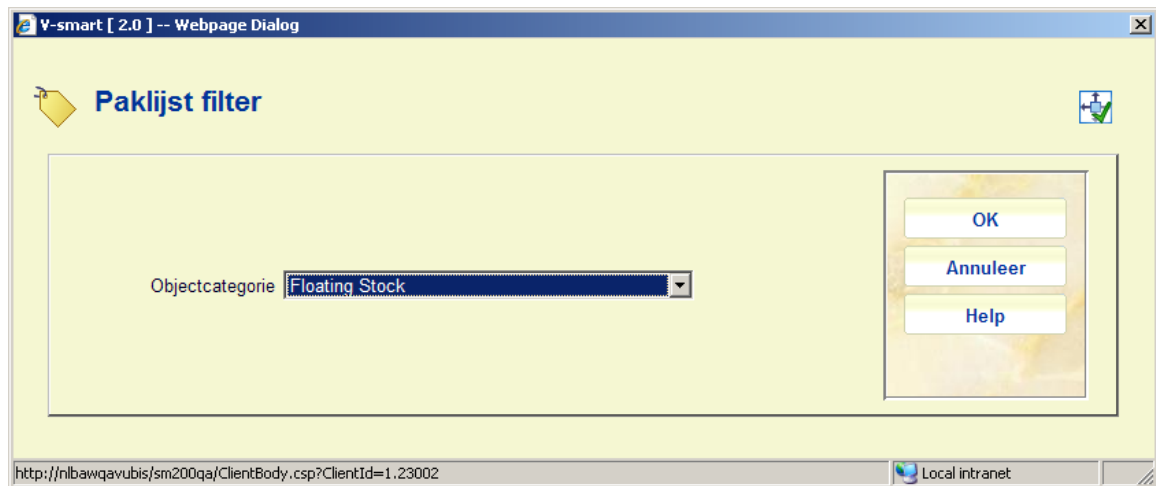 V-smart [ 2.0 ] -- Webpage Dialog
Paklijst filter
OK
Objectcategorie Floating Stock
Annuleer
Help
http://nlbawqavubis/sm200qa/ClientBody.csp?ClientId=1.23002 Local intranet